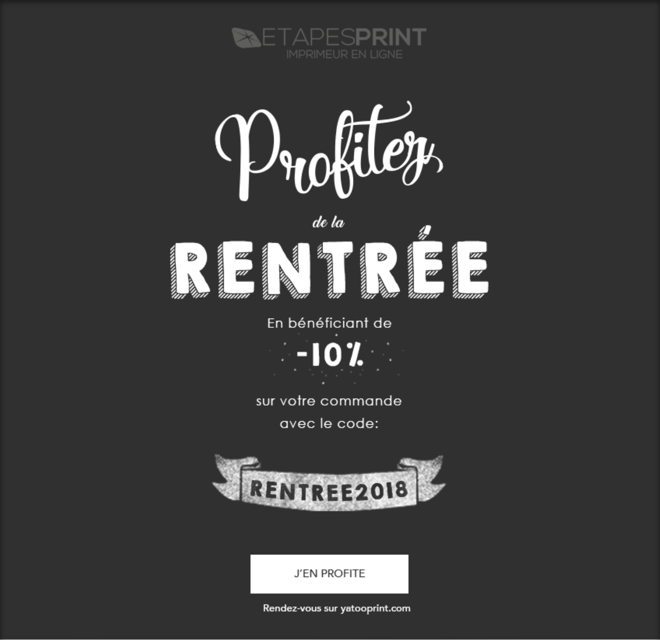 ETAPESPRINT
IMPRIMEUR EN LIGNE
Profitez
de la
RENTRÉE
En bénéficiant de
-10%
sur votre commande
avec le code:
RENTREE2018
J'EN PROFITE
Rendez-vous sur yatooprint.com